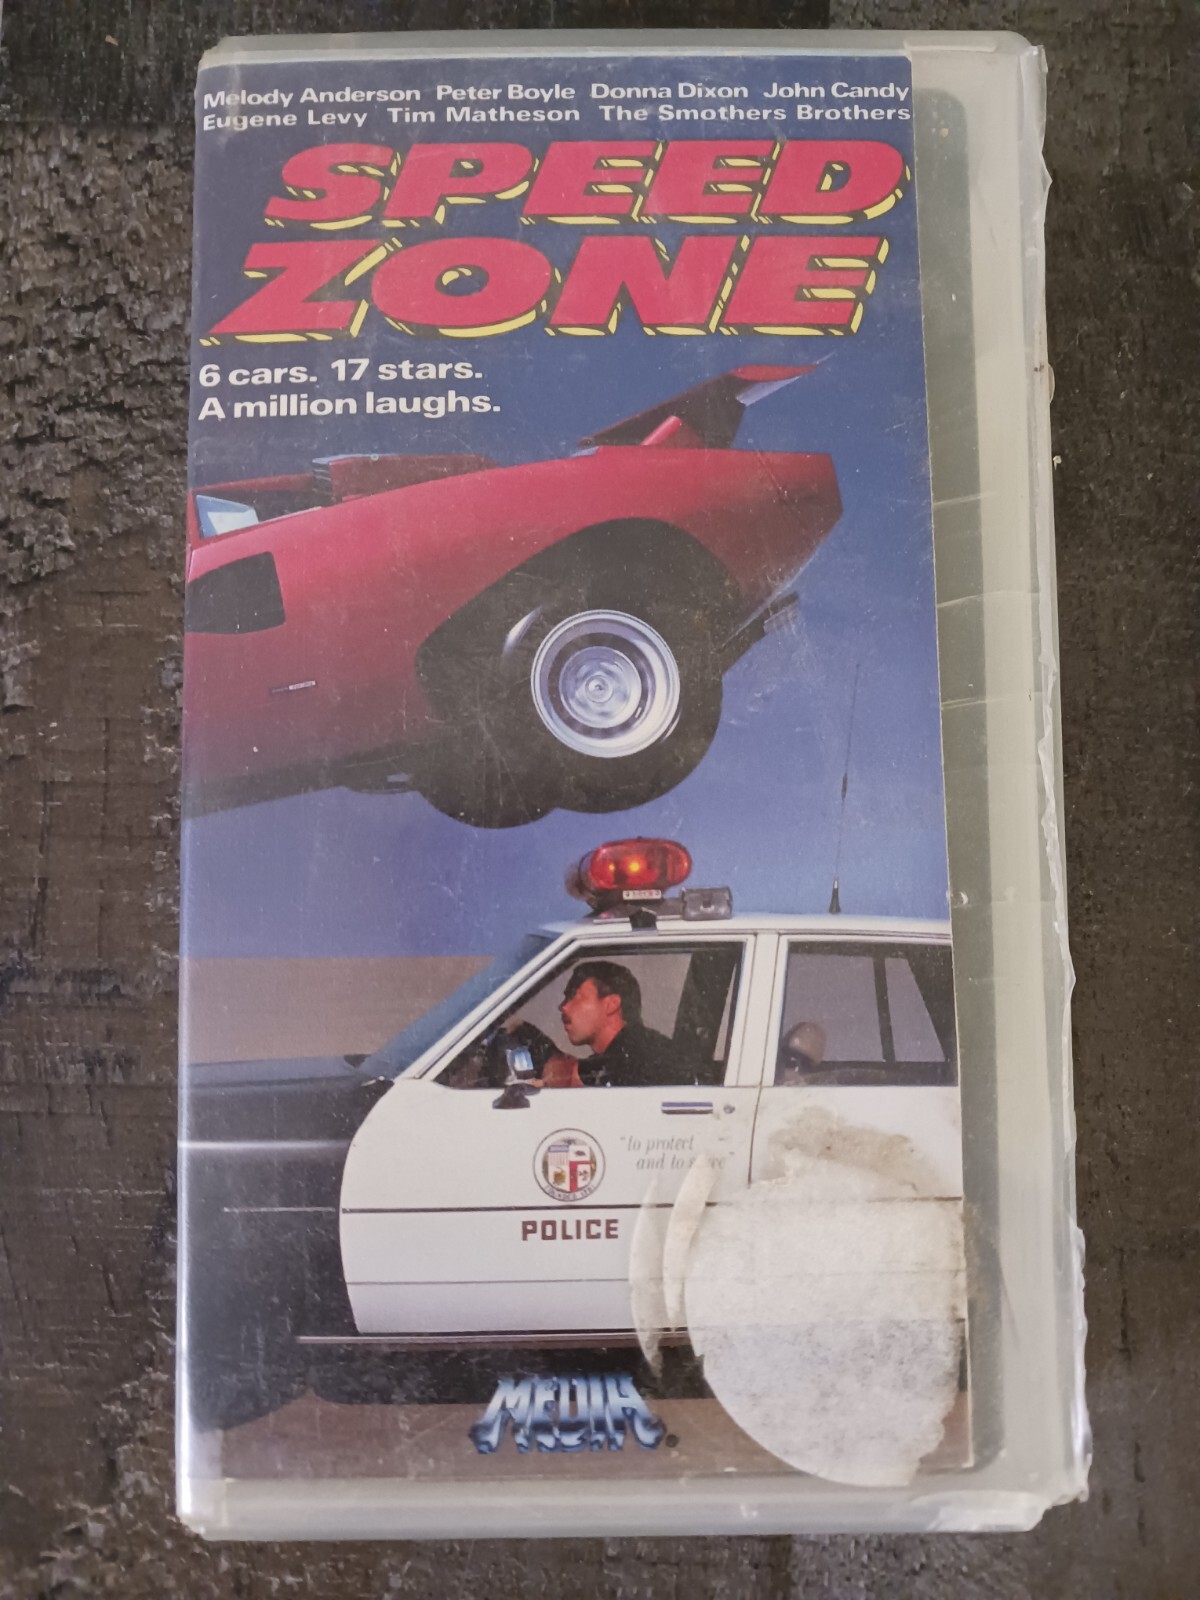 Melody Anderson Peter Boyle Donna Dixon John Candy
Eugene Levy Tim Matheson The Smothers Brothers
SPEED
ZONE
6 cars. 17 stars.
A million laughs.
"to protect
and to serve"
POLICE
MEDIA